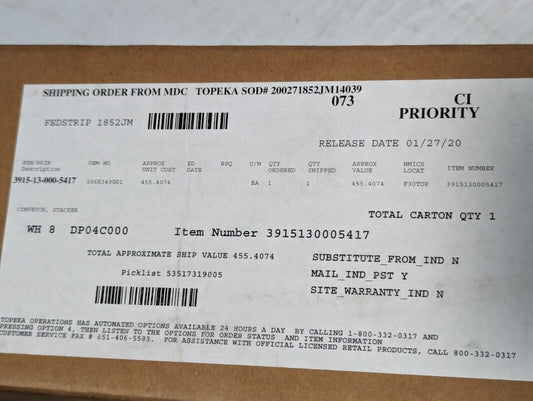 SHIPPING ORDER FROM MDC TOPEKA SOD# 200271852JM14039
073
CI
PRIORITY
FEDSTRIP 1852JM
RELEASE DATE 01/27/20
PSN/PRIN OEM NO APPROX ED BPQ U/M QTY QTY APPROX NMICS ITEM NUMBER
Description UNIT COST DATE ORDERED SHIPPED VALUE LOCAT
3915-13-000-5417 166K349G01 455.4074 EA 1 1 455.4074 F30TOP 3915130005417
TOTAL CARTON QTY 1
CONVEYOR, STACKER
WH 8 DP04C000 Item Number 3915130005417
TOTAL APPROXIMATE SHIP VALUE 455.4074 SUBSTITUTE_FROM_IND N
Picklist 53517319005 MAIL_IND_PST Y
SITE_WARRANTY_IND N
TOPEKA OPERATIONS HAS AUTOMATED OPTIONS AVAILABLE 24 HOURS A DAY BY CALLING 1-800-332-0317 AND
PRESSING OPTION 4, THEN LISTEN TO THE OPTIONS FOR ORDER STATUS AND ITEM INFORMATION
CUSTOMER SERVICE FAX # 651-406-5583. FOR ASSISTANCE WITH OFFICIAL LICENSED RETAIL PRODUCTS, CALL 800-332-0317